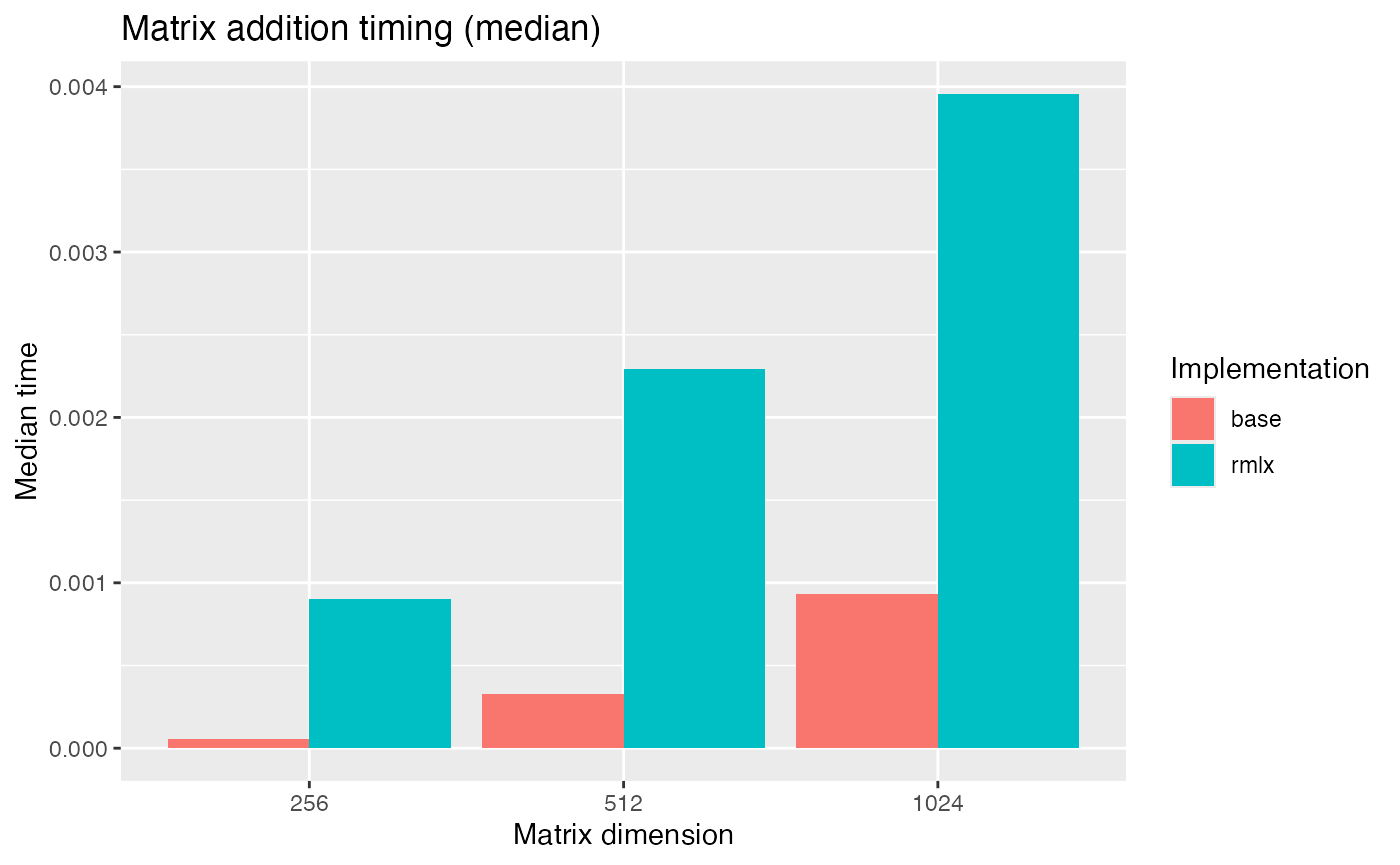 Matrix addition timing (median)
0.004
0.003
0.002
0.001
0.000
Median time
256 512 1024
Matrix dimension
Implementation
base
rmlx